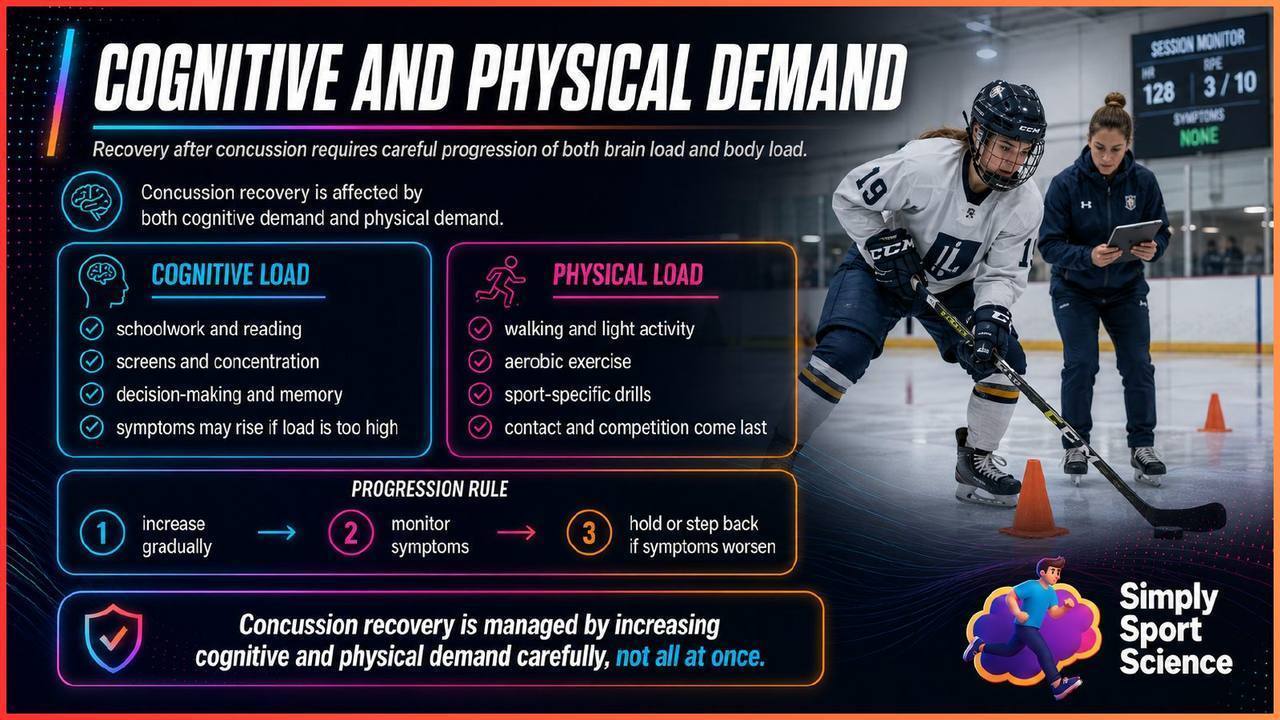 COGNITIVE AND PHYSICAL DEMAND
Recovery after concussion requires careful progression of both brain load and body load.
Concussion recovery is affected by
both cognitive demand and physical demand.
COGNITIVE LOAD
schoolwork and reading
screens and concentration
decision-making and memory
symptoms may rise if load is too high
PHYSICAL LOAD
walking and light activity
aerobic exercise
sport-specific drills
contact and competition come last
PROGRESSION RULE
1 increase
gradually
2 monitor
symptoms
3 hold or step back
if symptoms worsen
Concussion recovery is managed by increasing
cognitive and physical demand carefully, not all at once.
SESSION MONITOR
HR
128
RPE
3 / 10
SYMPTOMS
NONE
CCM
19
CCM
CCM
Simply
Sport
Science